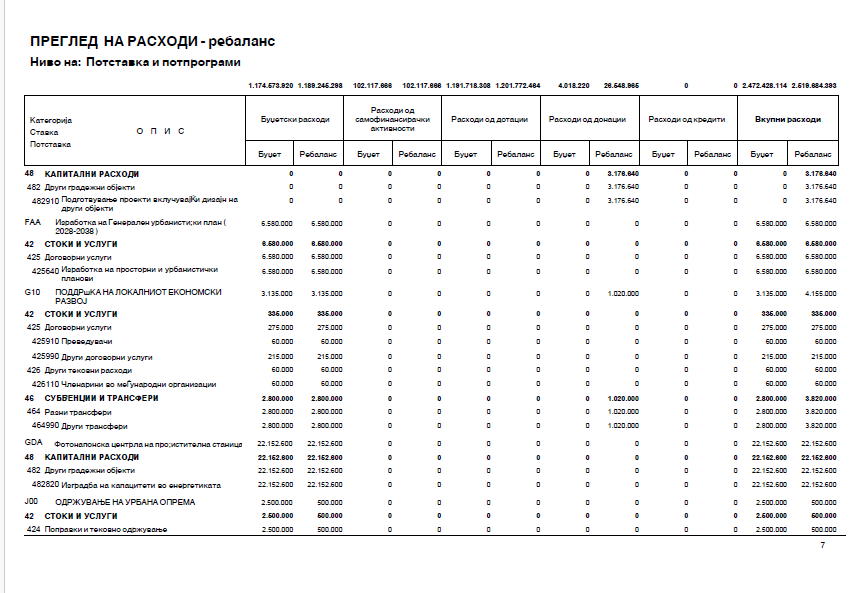 ПРЕГЛЕД НА РАСХОДИ - ребаланс
Ниво на: Потставка и потпрограми
1.174.573.920 1.189.245.298 102.117.666 102.117.666 1.191.718.308 1.201.772.464 4.018.220 26.548.965 0 0 2.472.428.114 2.519.684.393
Категорија
Ставка
Потставка
О П И С
Буџетски расходи
Расходи од
самофинансирачки
активности
Расходи од дотации
Расходи од донации
Расходи од кредити
Вкупни расходи
Буџет Ребаланс Буџет Ребаланс Буџет Ребаланс Буџет Ребаланс Буџет Ребаланс Буџет Ребаланс
48 КАПИТАЛНИ РАСХОДИ 0 0 0 0 0 0 0 3.176.640 0 0 0 3.176.640
482 Други градежни објекти 0 0 0 0 0 0 0 3.176.640 0 0 0 3.176.640
482910 Подготвување проекти вклучувајЌи дизајн на
други објекти 0 0 0 0 0 0 0 3.176.640 0 0 0 3.176.640
FAA Изработка на Генерален урбанисти;ки план (
2028-2038 ) 6.580.000 6.580.000 0 0 0 0 0 0 0 0 6.580.000 6.580.000
42 СТОКИ И УСЛУГИ 6.580.000 6.580.000 0 0 0 0 0 0 0 0 6.580.000 6.580.000
425 Договорни услуги 6.580.000 6.580.000 0 0 0 0 0 0 0 0 6.580.000 6.580.000
425640 Изработка на просторни и урбанистички
планови 6.580.000 6.580.000 0 0 0 0 0 0 0 0 6.580.000 6.580.000
G10 ПОДДРшКА НА ЛОКАЛНИОТ ЕКОНОМСКИ
РАЗВОЈ 3.135.000 3.135.000 0 0 0 0 0 1.020.000 0 0 3.135.000 4.155.000
42 СТОКИ И УСЛУГИ 335.000 335.000 0 0 0 0 0 0 0 0 335.000 335.000
425 Договорни услуги 275.000 275.000 0 0 0 0 0 0 0 0 275.000 275.000
425910 Преведувачи 60.000 60.000 0 0 0 0 0 0 0 0 60.000 60.000
425990 Други договорни услуги 215.000 215.000 0 0 0 0 0 0 0 0 215.000 215.000
426 Други тековни расходи 60.000 60.000 0 0 0 0 0 0 0 0 60.000 60.000
426110 Членарини во меЃународни организации 60.000 60.000 0 0 0 0 0 0 0 0 60.000 60.000
46 СУБВЕНЦИИ И ТРАНСФЕРИ 2.800.000 2.800.000 0 0 0 0 0 1.020.000 0 0 2.800.000 3.820.000
464 Разни трансфери 2.800.000 2.800.000 0 0 0 0 0 1.020.000 0 0 2.800.000 3.820.000
464990 Други трансфери 2.800.000 2.800.000 0 0 0 0 0 1.020.000 0 0 2.800.000 3.820.000
GDA Фотонапонска центрла на про;истителна станица 22.152.600 22.152.600 0 0 0 0 0 0 0 0 22.152.600 22.152.600
48 КАПИТАЛНИ РАСХОДИ 22.152.600 22.152.600 0 0 0 0 0 0 0 0 22.152.600 22.152.600
482 Други градежни објекти 22.152.600 22.152.600 0 0 0 0 0 0 0 0 22.152.600 22.152.600
482820 Изградба на капацитети во енергетиката 22.152.600 22.152.600 0 0 0 0 0 0 0 0 22.152.600 22.152.600
J00 ОДРЖУВАЊЕ НА УРБАНА ОПРЕМА 2.500.000 500.000 0 0 0 0 0 0 0 0 2.500.000 500.000
42 СТОКИ И УСЛУГИ 2.500.000 500.000 0 0 0 0 0 0 0 0 2.500.000 500.000
424 Поправки и тековно одржување 2.500.000 500.000 0 0 0 0 0 0 0 0 2.500.000 500.000
7